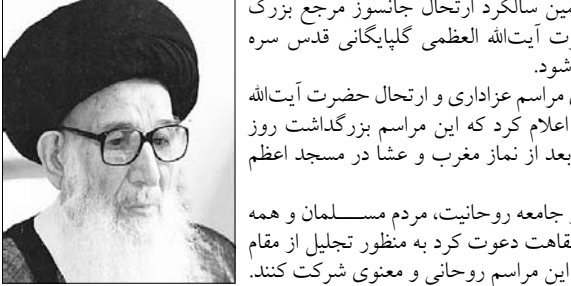 مین سالگرد ارتحال جانسوز مرجع بزرگ
رت آیت‌الله العظمی گلپایگانی قدس سره
شود.
مراسم عزاداری و ارتحال حضرت آیت‌الله
اعلام کرد که این مراسم بزرگداشت روز
بعد از نماز مغرب و عشا در مسجد اعظم
جامعه روحانیت، مردم مســـلمان و همه
قاهت دعوت کرد به منظور تجلیل از مقام
این مراسم روحانی و معنوی شرکت کنند.